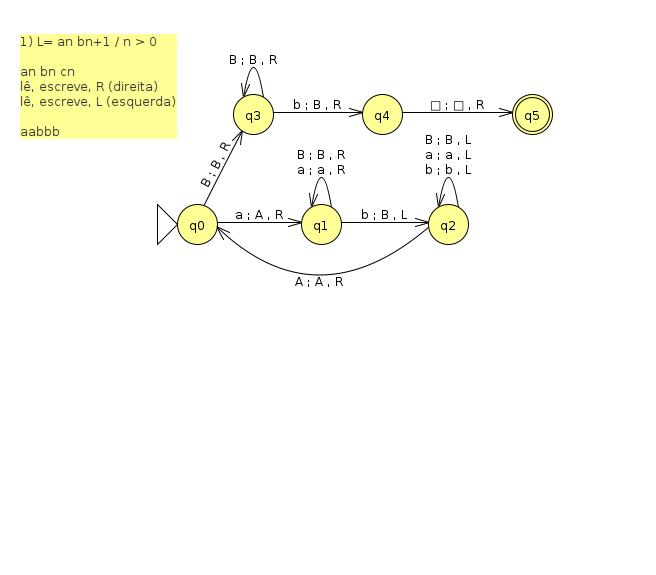 1) L= an bn+1 / n > 0
an bn cn
lê, escreve, R (direita)
lê, escreve, L (esquerda)
aabbb
B ; B , R
q3
b ; B , R
q4
□ ; □ , R
q5
B ; B , R
B ; B , R
a ; a , R
B ; B , L
a ; a , L
b ; b , L
q0
a ; A , R
q1
b ; B , L
q2
A ; A , R